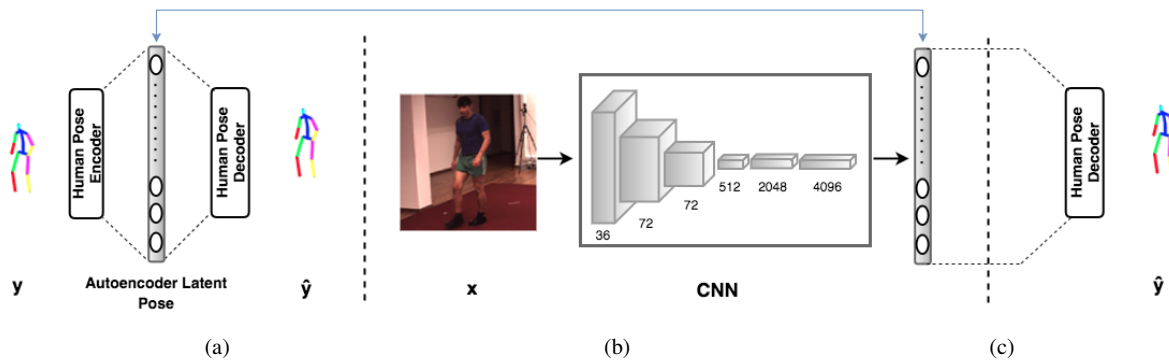 Human Pose
Encoder
Human Pose
Decoder
y
Autoencoder Latent
Pose
ŷ
36
72
72
512
2048
4096
x
CNN
Human Pose
Decoder
ŷ
(a)
(b)
(c)